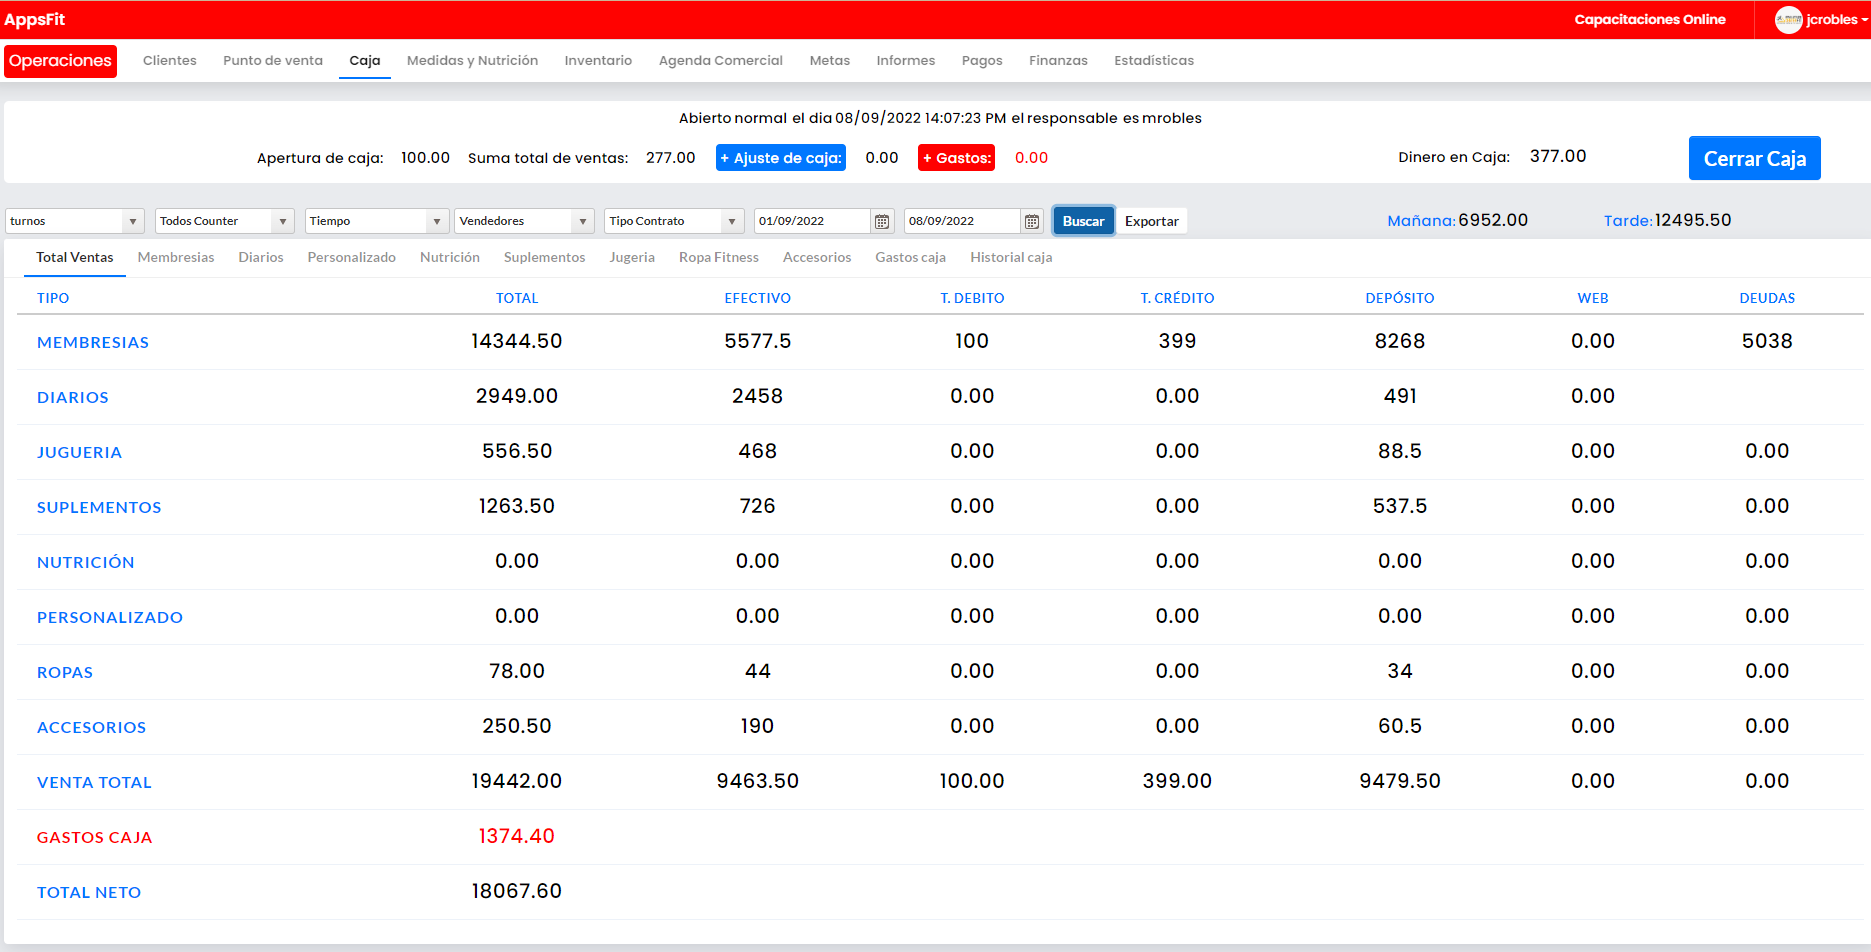 AppsFit Capacitaciones Online jcrobles
Operaciones Clientes Punto de venta Caja Medidas y Nutrición Inventario Agenda Comercial Metas Informes Pagos Finanzas Estadísticas
Abierto normal el dia 08/09/2022 14:07:23 PM el responsable es mrobles
Apertura de caja: 100.00 Suma total de ventas: 277.00 + Ajuste de caja: 0.00 + Gastos: 0.00 Dinero en Caja: 377.00 Cerrar Caja
turnos Todos Counter Tiempo Vendedores Tipo Contrato 01/09/2022 08/09/2022 Buscar Exportar Mañana: 6952.00 Tarde: 12495.50
Total Ventas Membresias Diarios Personalizado Nutrición Suplementos Jugeria Ropa Fitness Accesorios Gastos caja Historial caja
TIPO TOTAL EFECTIVO T. DEBITO T. CRÉDITO DEPÓSITO WEB DEUDAS
MEMBRESIAS 14344.50 5577.5 100 399 8268 0.00 5038
DIARIOS 2949.00 2458 0.00 0.00 491 0.00
JUGUERIA 556.50 468 0.00 0.00 88.5 0.00 0.00
SUPLEMENTOS 1263.50 726 0.00 0.00 537.5 0.00 0.00
NUTRICIÓN 0.00 0.00 0.00 0.00 0.00 0.00 0.00
PERSONALIZADO 0.00 0.00 0.00 0.00 0.00 0.00 0.00
ROPAS 78.00 44 0.00 0.00 34 0.00 0.00
ACCESORIOS 250.50 190 0.00 0.00 60.5 0.00 0.00
VENTA TOTAL 19442.00 9463.50 100.00 399.00 9479.50 0.00 0.00
GASTOS CAJA 1374.40
TOTAL NETO 18067.60